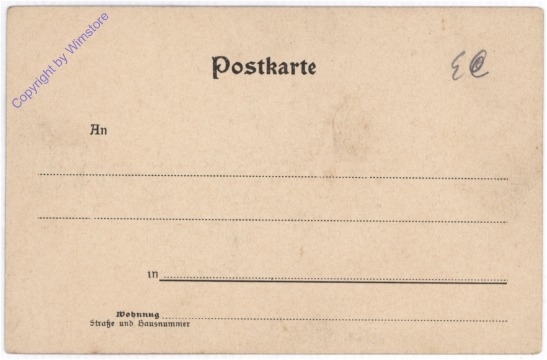 Copyright by Wimstore
Postkarte
An
in
Wohnung
Straße und Hausnummer